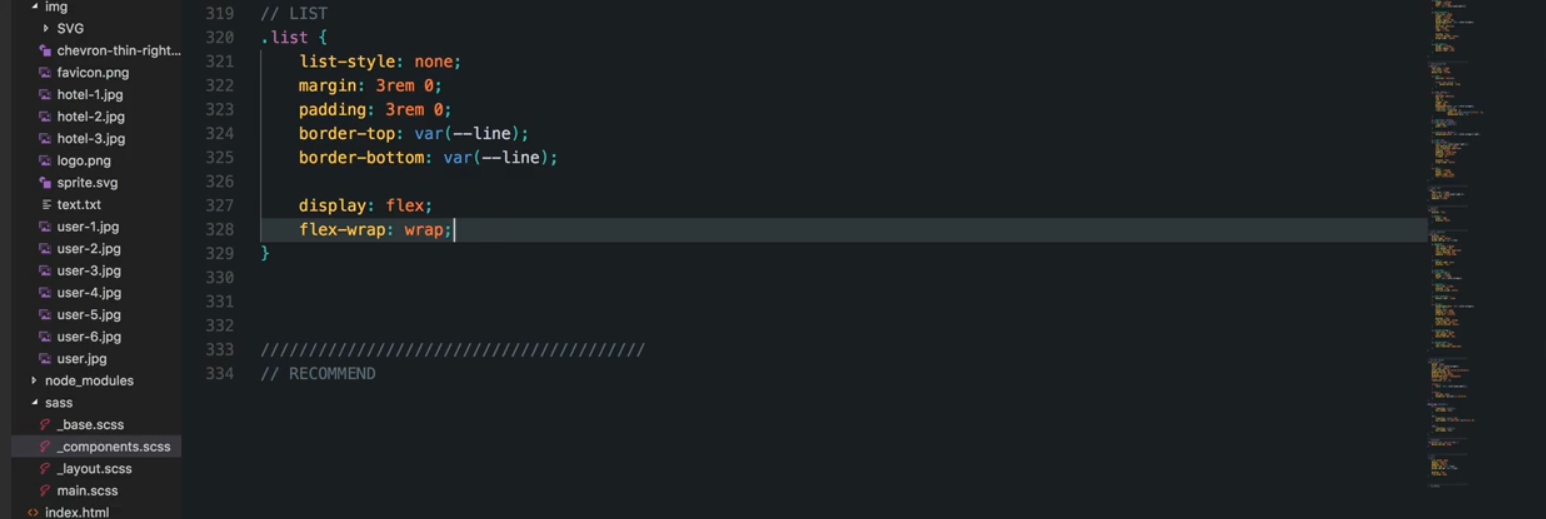 img
SVG
chevron-thin-right...
favicon.png
hotel-1.jpg
hotel-2.jpg
hotel-3.jpg
logo.png
sprite.svg
text.txt
user-1.jpg
user-2.jpg
user-3.jpg
user-4.jpg
user-5.jpg
user-6.jpg
user.jpg
node_modules
sass
_base.scss
_components.scss
_layout.scss
main.scss
index.html
319 // LIST
320 .list {
321 list-style: none;
322 margin: 3rem 0;
323 padding: 3rem 0;
324 border-top: var(--line);
325 border-bottom: var(--line);
326
327 display: flex;
328 flex-wrap: wrap;
329 }
330
331
332
333 ////////////////////////////////////////
334 // RECOMMEND